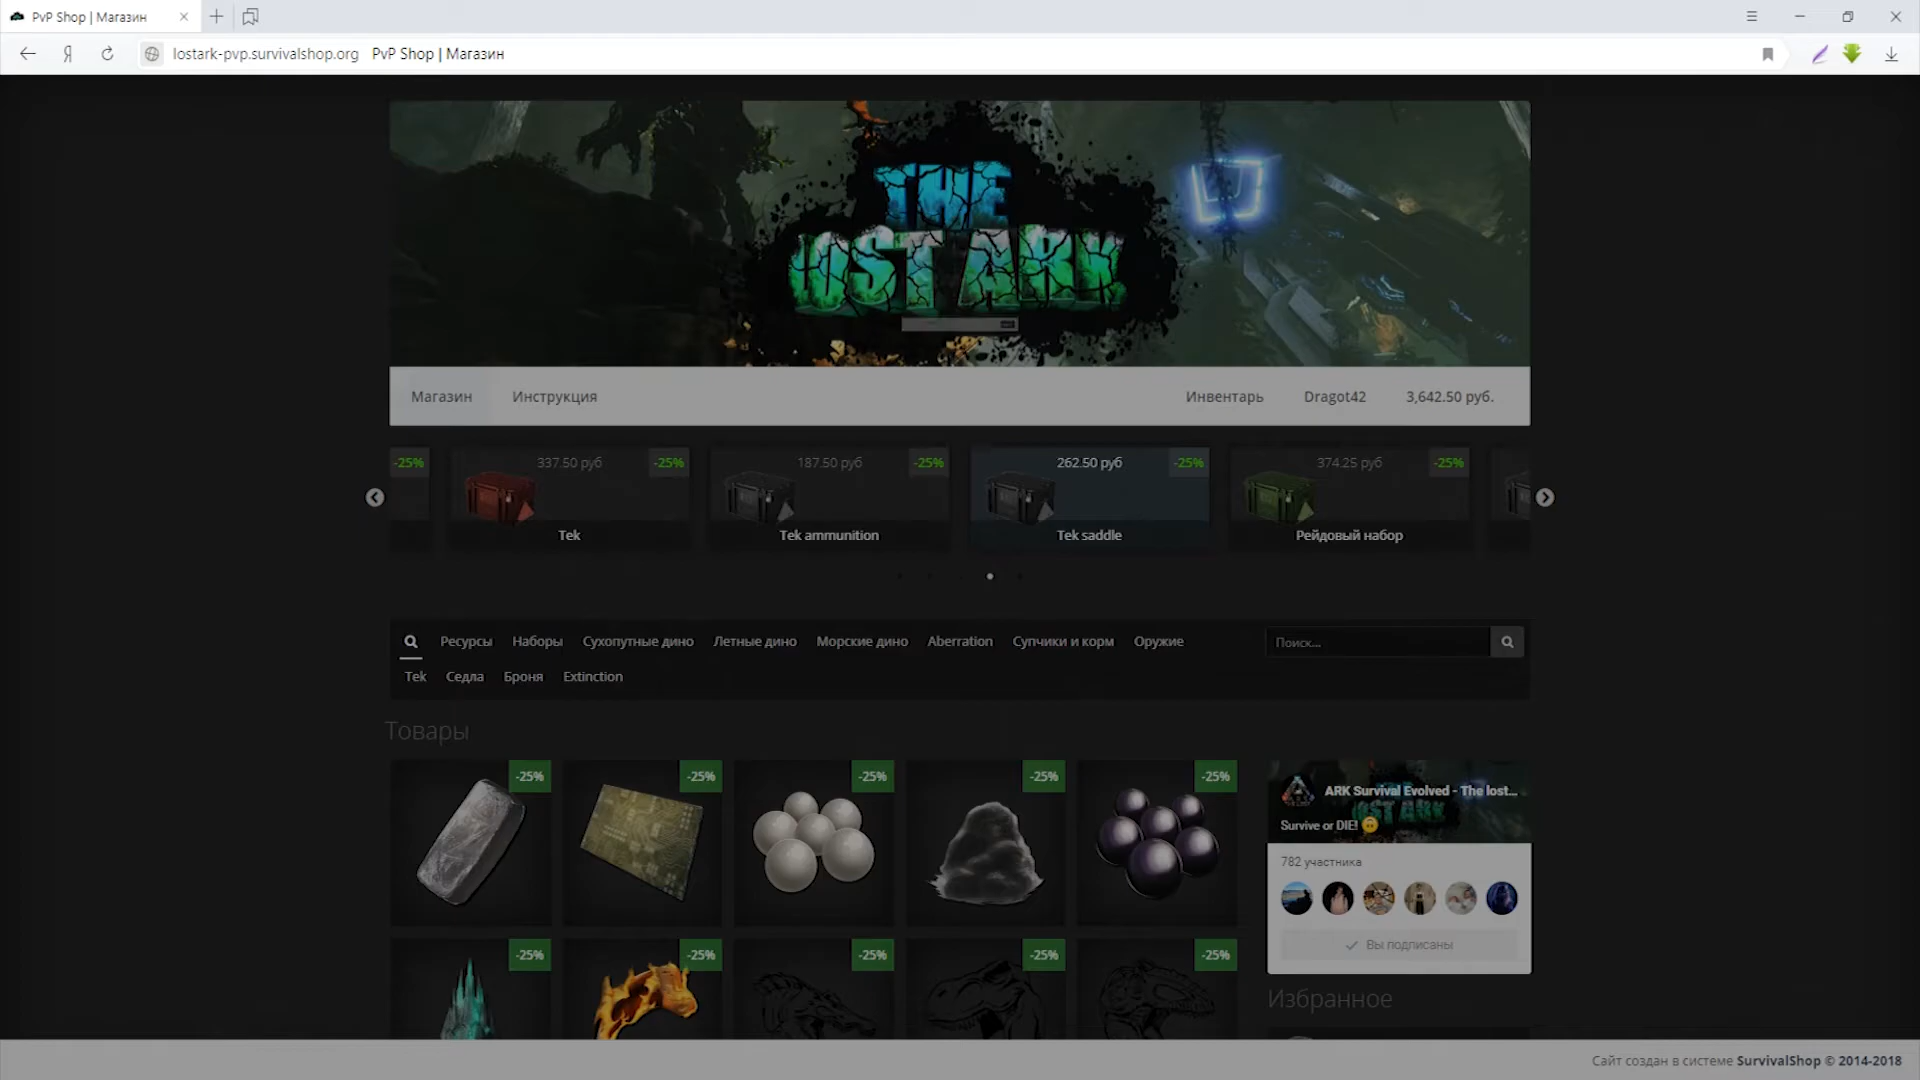 PvP Shop | Магазин
lostark-pvp.survivalshop.org PvP Shop | Магазин
THE
LOST ARK
Магазин Инструкция Инвентарь Dragot42 3,642.50 руб.
-25% 337.50 руб -25% 187.50 руб -25% 262.50 руб -25% 374.25 руб -25%
Tek Tek ammunition Tek saddle Рейдовый набор
Ресурсы Наборы Сухопутные дино Летные дино Морские дино Aberration Супчики и корм Оружие Поиск...
Tek Седла Броня Extinction
Товары
-25% -25% -25% -25% -25%
ARK Survival Evolved - The lost...
Survive or DIE!
782 участника
Вы подписаны
-25% -25% -25% -25% -25%
Избранное
Сайт создан в системе SurvivalShop © 2014-2018